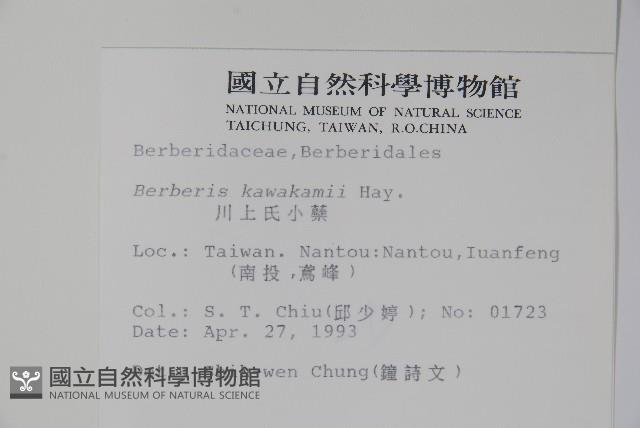 國立自然科學博物館
NATIONAL MUSEUM OF NATURAL SCIENCE
TAICHUNG, TAIWAN, R.O.CHINA
Berberidaceae,Berberidales
Berberis kawakamii Hay.
川上氏小蘗
Loc.: Taiwan. Nantou:Nantou,Iuanfeng
(南投,鳶峰)
Col.: S. T. Chiu(邱少婷); No: 01723
Date: Apr. 27, 1993
wen Chung(鐘詩文)
國立自然科學博物館
NATIONAL MUSEUM OF NATURAL SCIENCE